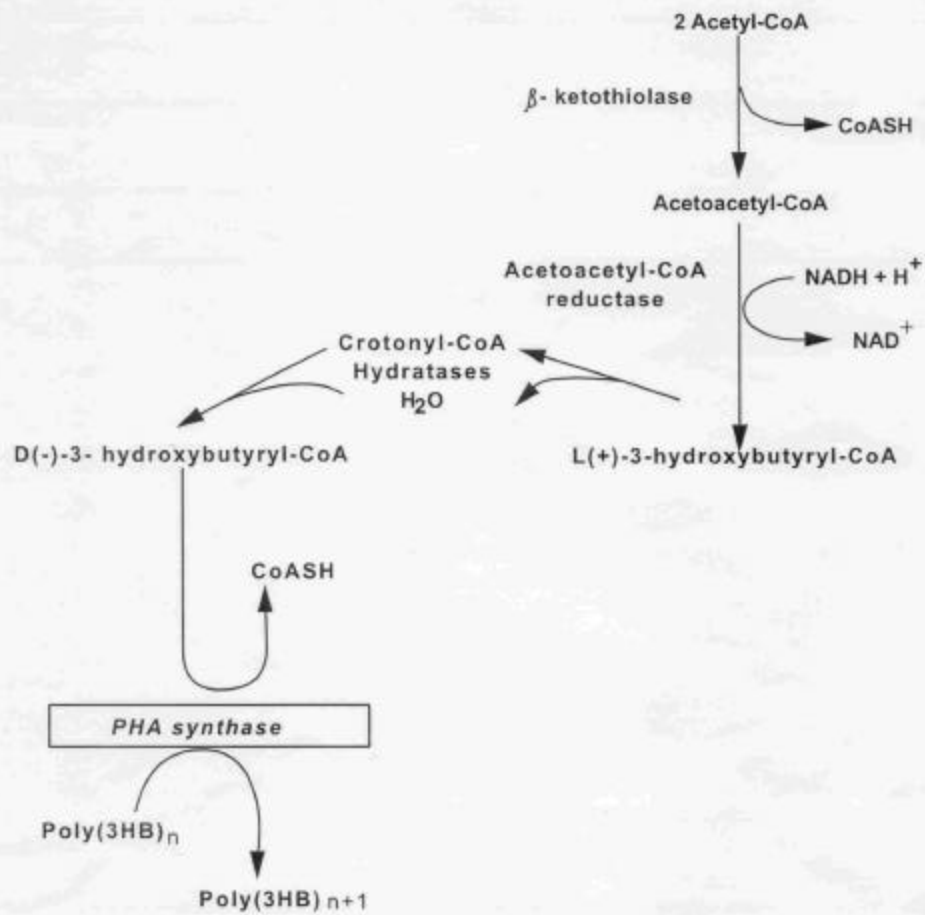 2 Acetyl-CoA
β- ketothiolase
CoASH
Acetoacetyl-CoA
Acetoacetyl-CoA
reductase
NADH + H⁺
NAD⁺
Crotonyl-CoA
Hydratases
H₂O
D(-)-3- hydroxybutyryl-CoA
L(+)-3-hydroxybutyryl-CoA
CoASH
PHA synthase
Poly(3HB)ₙ
Poly(3HB) ₙ₊₁